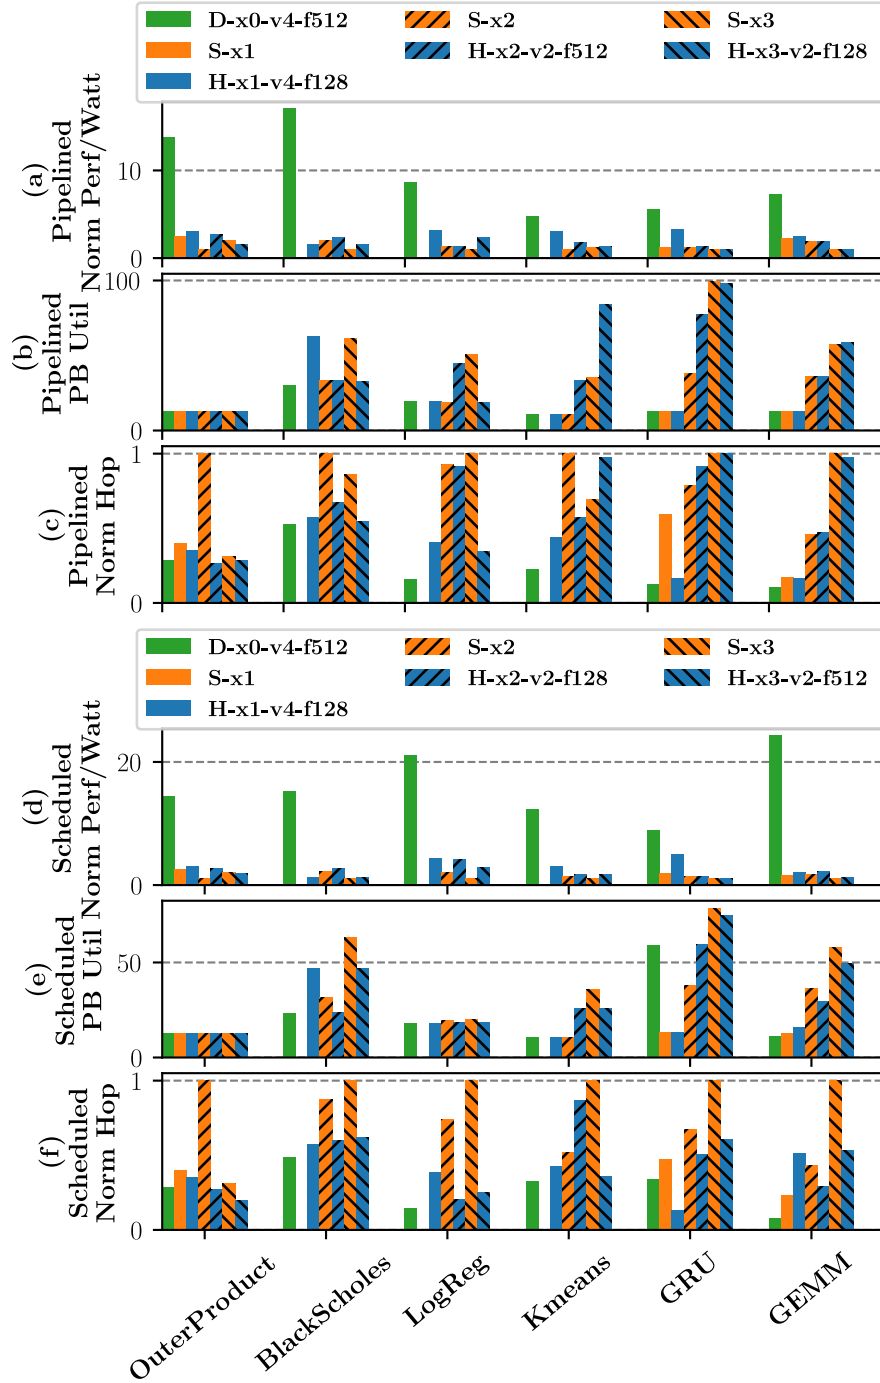 D-x0-v4-f512 S-x2 S-x3
S-x1 H-x2-v2-f512 H-x3-v2-f128
H-x1-v4-f128
(a)
Pipelined
Norm Perf/Watt
10
0
(b)
Pipelined
PB Util
100
0
(c)
Pipelined
Norm Hop
1
0
D-x0-v4-f512 S-x2 S-x3
S-x1 H-x2-v2-f128 H-x3-v2-f512
H-x1-v4-f128
(d)
Scheduled
Norm Perf/Watt
20
0
(e)
Scheduled
PB Util
50
0
(f)
Scheduled
Norm Hop
1
0
OuterProduct BlackScholes LogReg Kmeans GRU GEMM